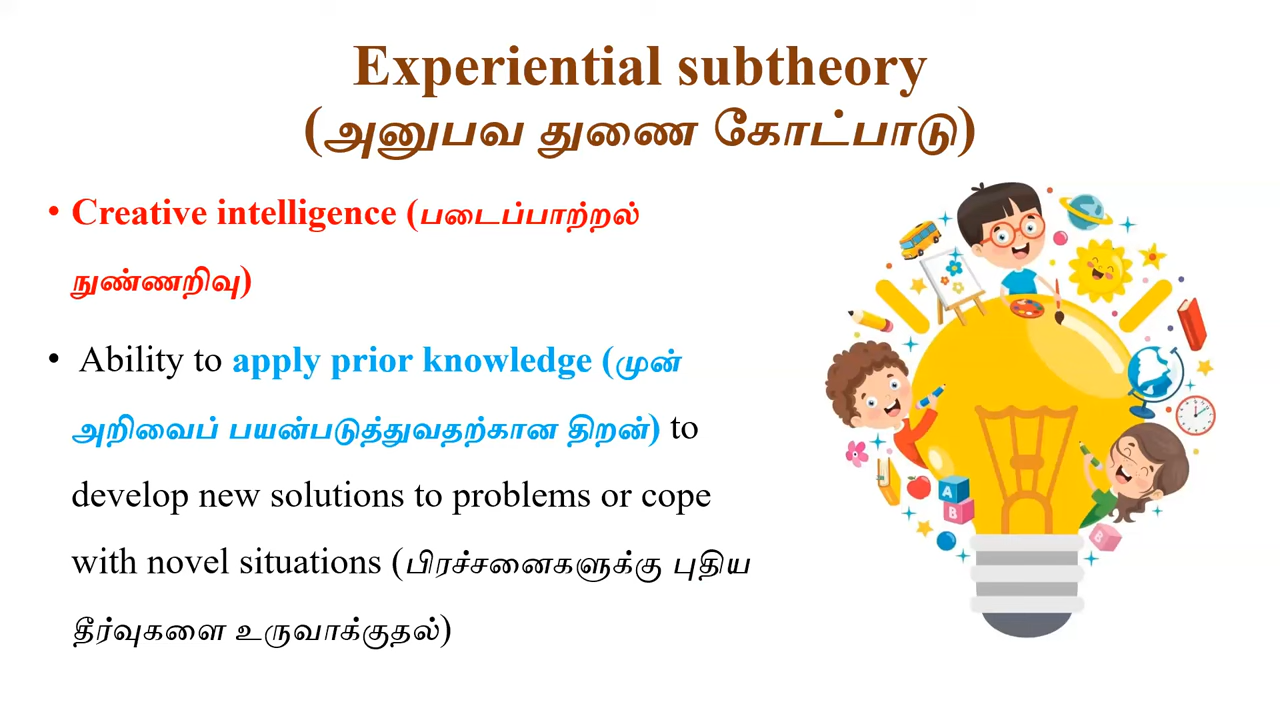 Experiential subtheory
(அனுபவ துணை கோட்பாடு)
• Creative intelligence (படைப்பாற்றல்
நுண்ணறிவு)
• Ability to apply prior knowledge (முன்
அறிவைப் பயன்படுத்துவதற்கான திறன்) to
develop new solutions to problems or cope
with novel situations (பிரச்சனைகளுக்கு புதிய
தீர்வுகளை உருவாக்குதல்)
A
B
B